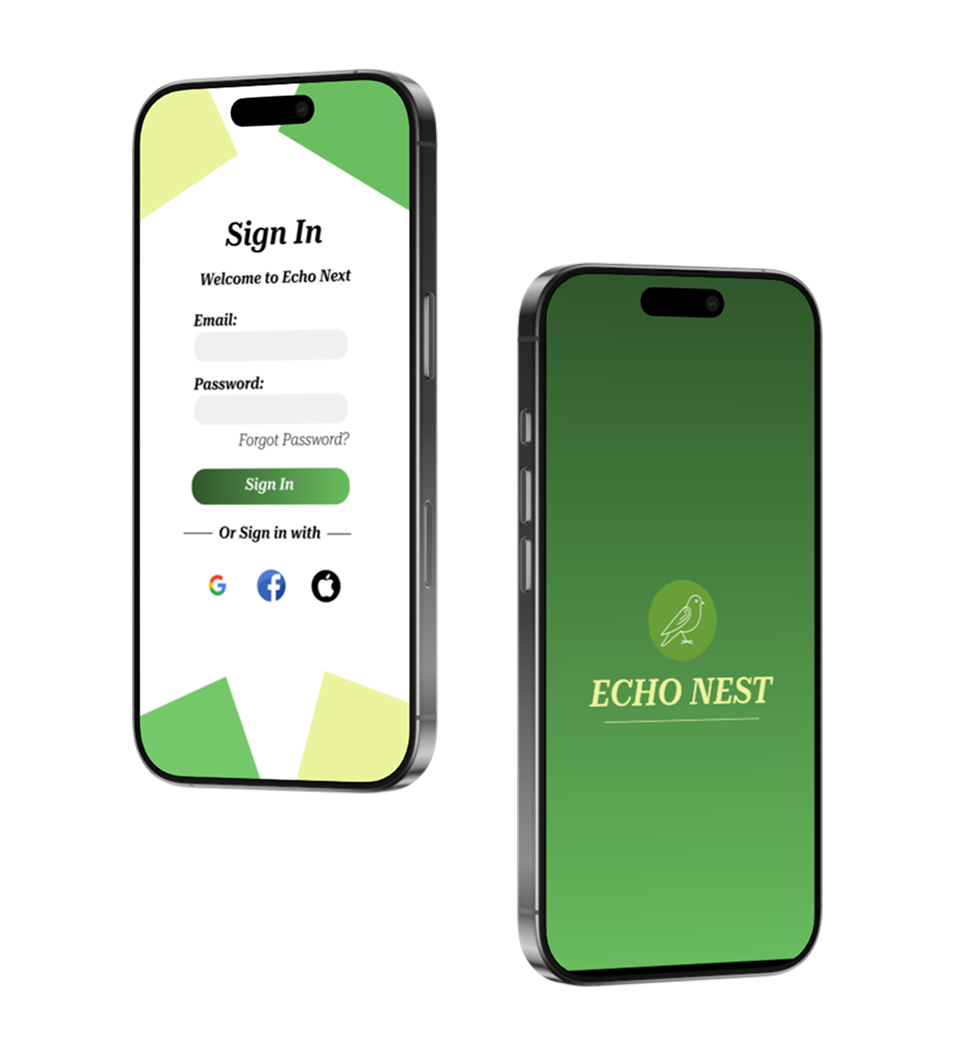 Sign In
Welcome to Echo Next
Email:
Password:
Forgot Password?
Sign In
Or Sign in with
ECHO NEST